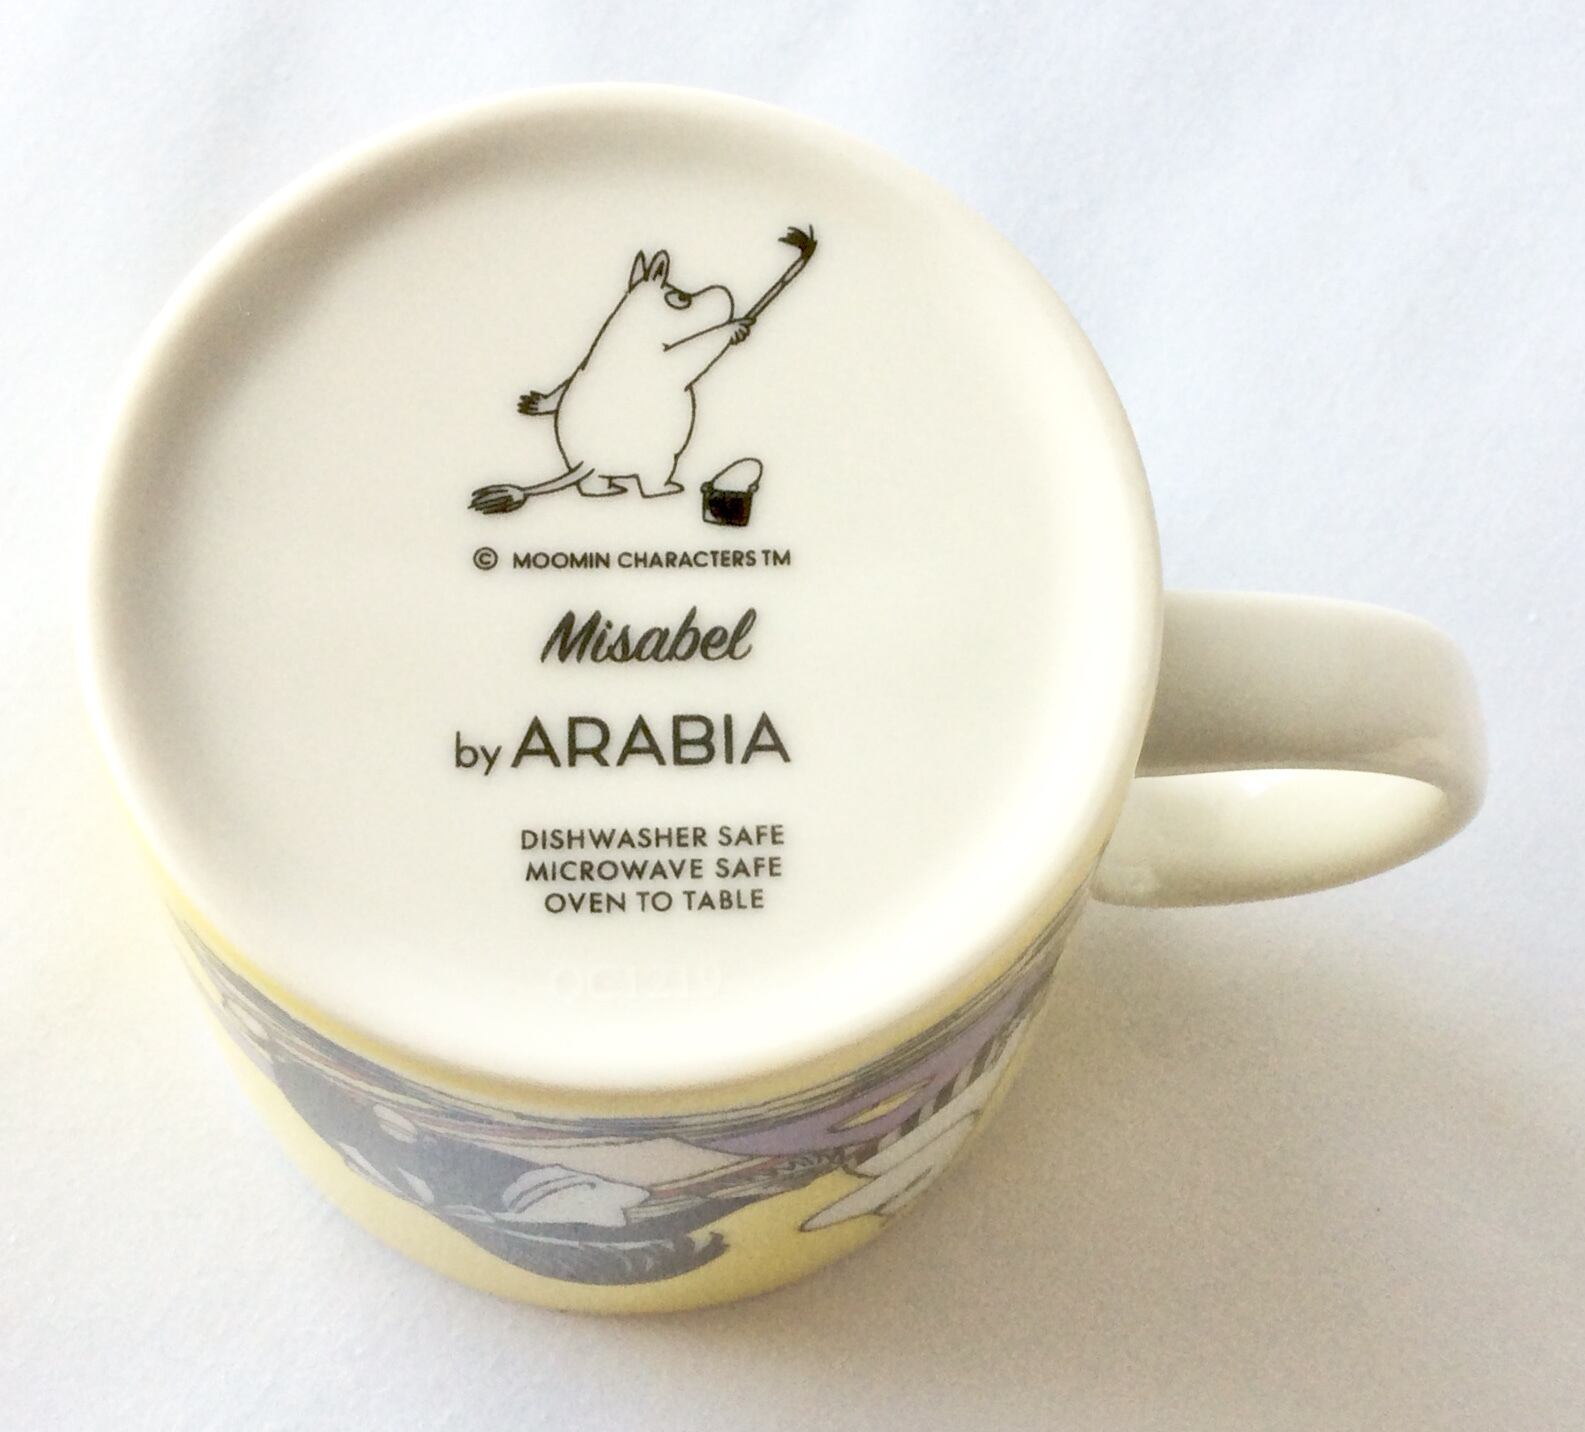 © MOOMIN CHARACTERS TM
Misabel
by ARABIA
DISHWASHER SAFE
MICROWAVE SAFE
OVEN TO TABLE